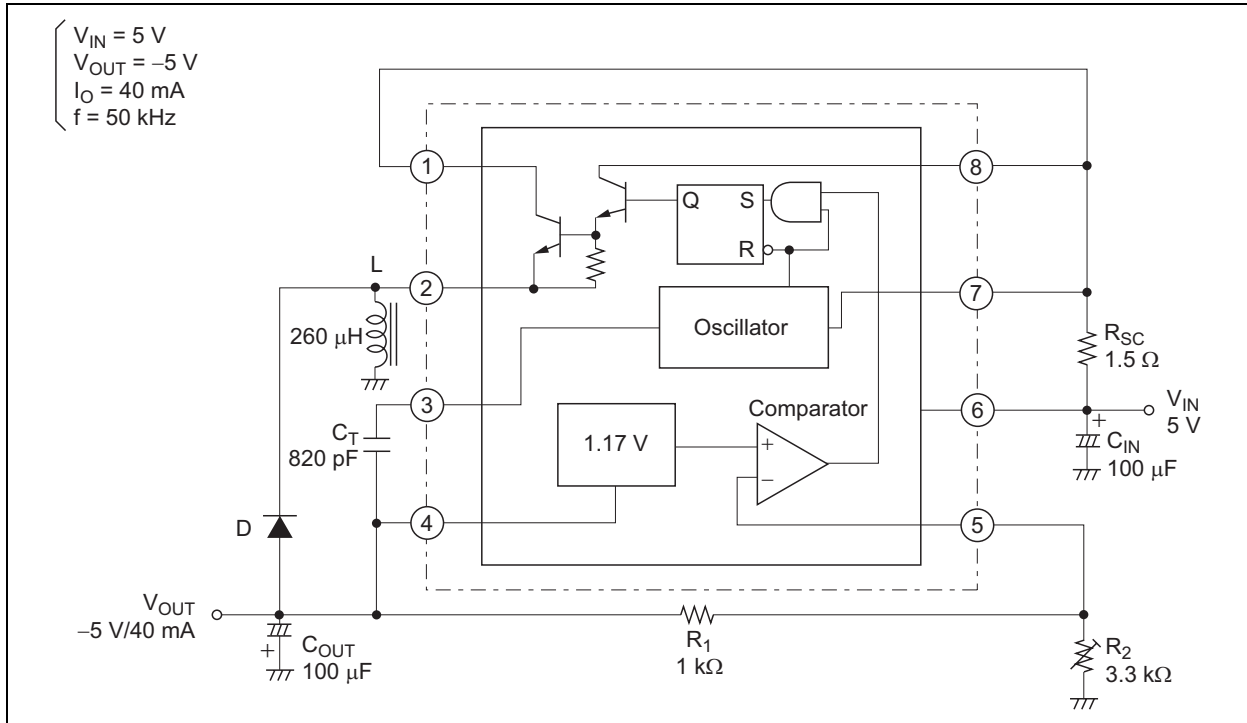 V_IN = 5 V
V_OUT = −5 V
I_O = 40 mA
f = 50 kHz
1
8
Q
S
R
L
2
7
260 μH
Oscillator
R_SC
1.5 Ω
3
Comparator
6
V_IN
5 V
C_T
820 pF
1.17 V
+
−
+
C_IN
100 μF
D
4
5
V_OUT
−5 V/40 mA
+
C_OUT
100 μF
R_1
1 kΩ
R_2
3.3 kΩ